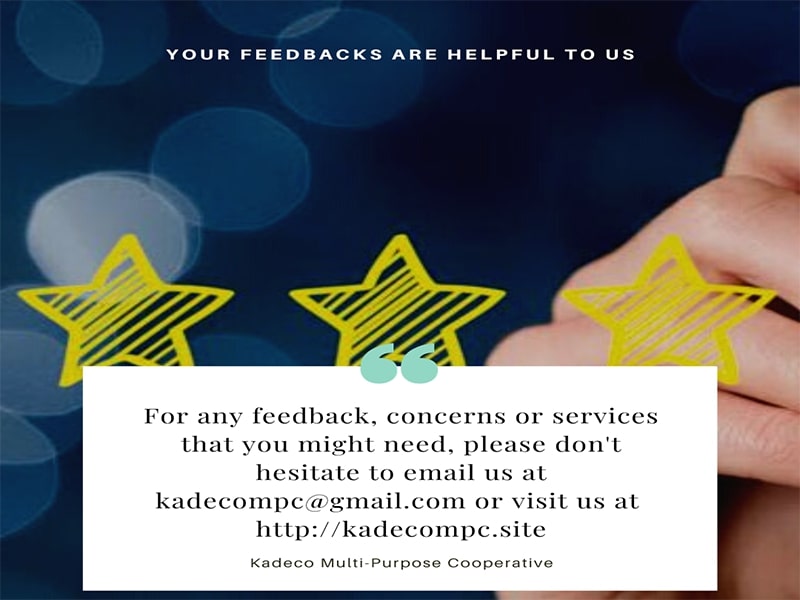 YOUR FEEDBACKS ARE HELPFUL TO US
For any feedback, concerns or services
that you might need, please don't
hesitate to email us at
kadecompc@gmail.com or visit us at
http://kadecompc.site
Kadeco Multi-Purpose Cooperative